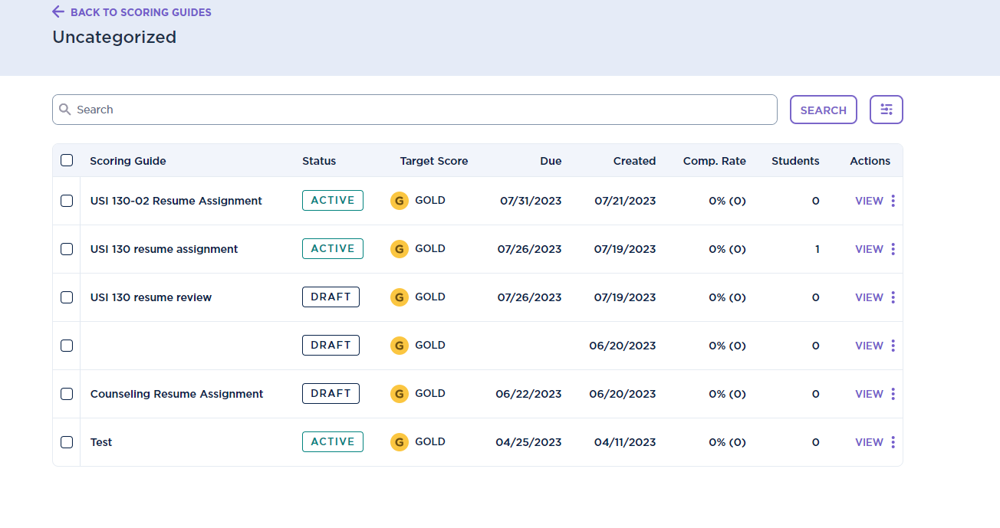 BACK TO SCORING GUIDES
Uncategorized
Search SEARCH
Scoring Guide Status Target Score Due Created Comp. Rate Students Actions
USI 130-02 Resume Assignment ACTIVE G GOLD 07/31/2023 07/21/2023 0% (0) 0 VIEW
USI 130 resume assignment ACTIVE G GOLD 07/26/2023 07/19/2023 0% (0) 1 VIEW
USI 130 resume review DRAFT G GOLD 07/26/2023 07/19/2023 0% (0) 0 VIEW
DRAFT G GOLD 06/20/2023 0% (0) 0 VIEW
Counseling Resume Assignment DRAFT G GOLD 06/22/2023 06/20/2023 0% (0) 0 VIEW
Test ACTIVE G GOLD 04/25/2023 04/11/2023 0% (0) 0 VIEW